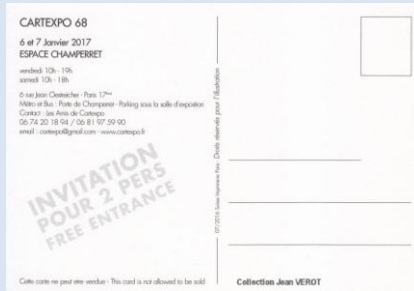 CARTEXPO 68
6 et 7 Janvier 2017
ESPACE CHAMPERRET
vendredi 10h - 19h
samedi 10h - 18h
6 rue Jean Oestreicher - Paris 17ème
Métro et Bus : Porte de Champerret - Parking sous la salle d'exposition
Contact : Les Amis de Cartexpo
06 74 20 18 94 / 06 81 97 59 90
email : cartexpo@gmail.com - www.cartexpo.fr
INVITATION
POUR 2 PERS
FREE ENTRANCE
Cette carte ne peut etre vendue - This card is not allowed to be sold
07/2016 Paris - Droits réservés pour l'illustration
Collection Jean VEROT